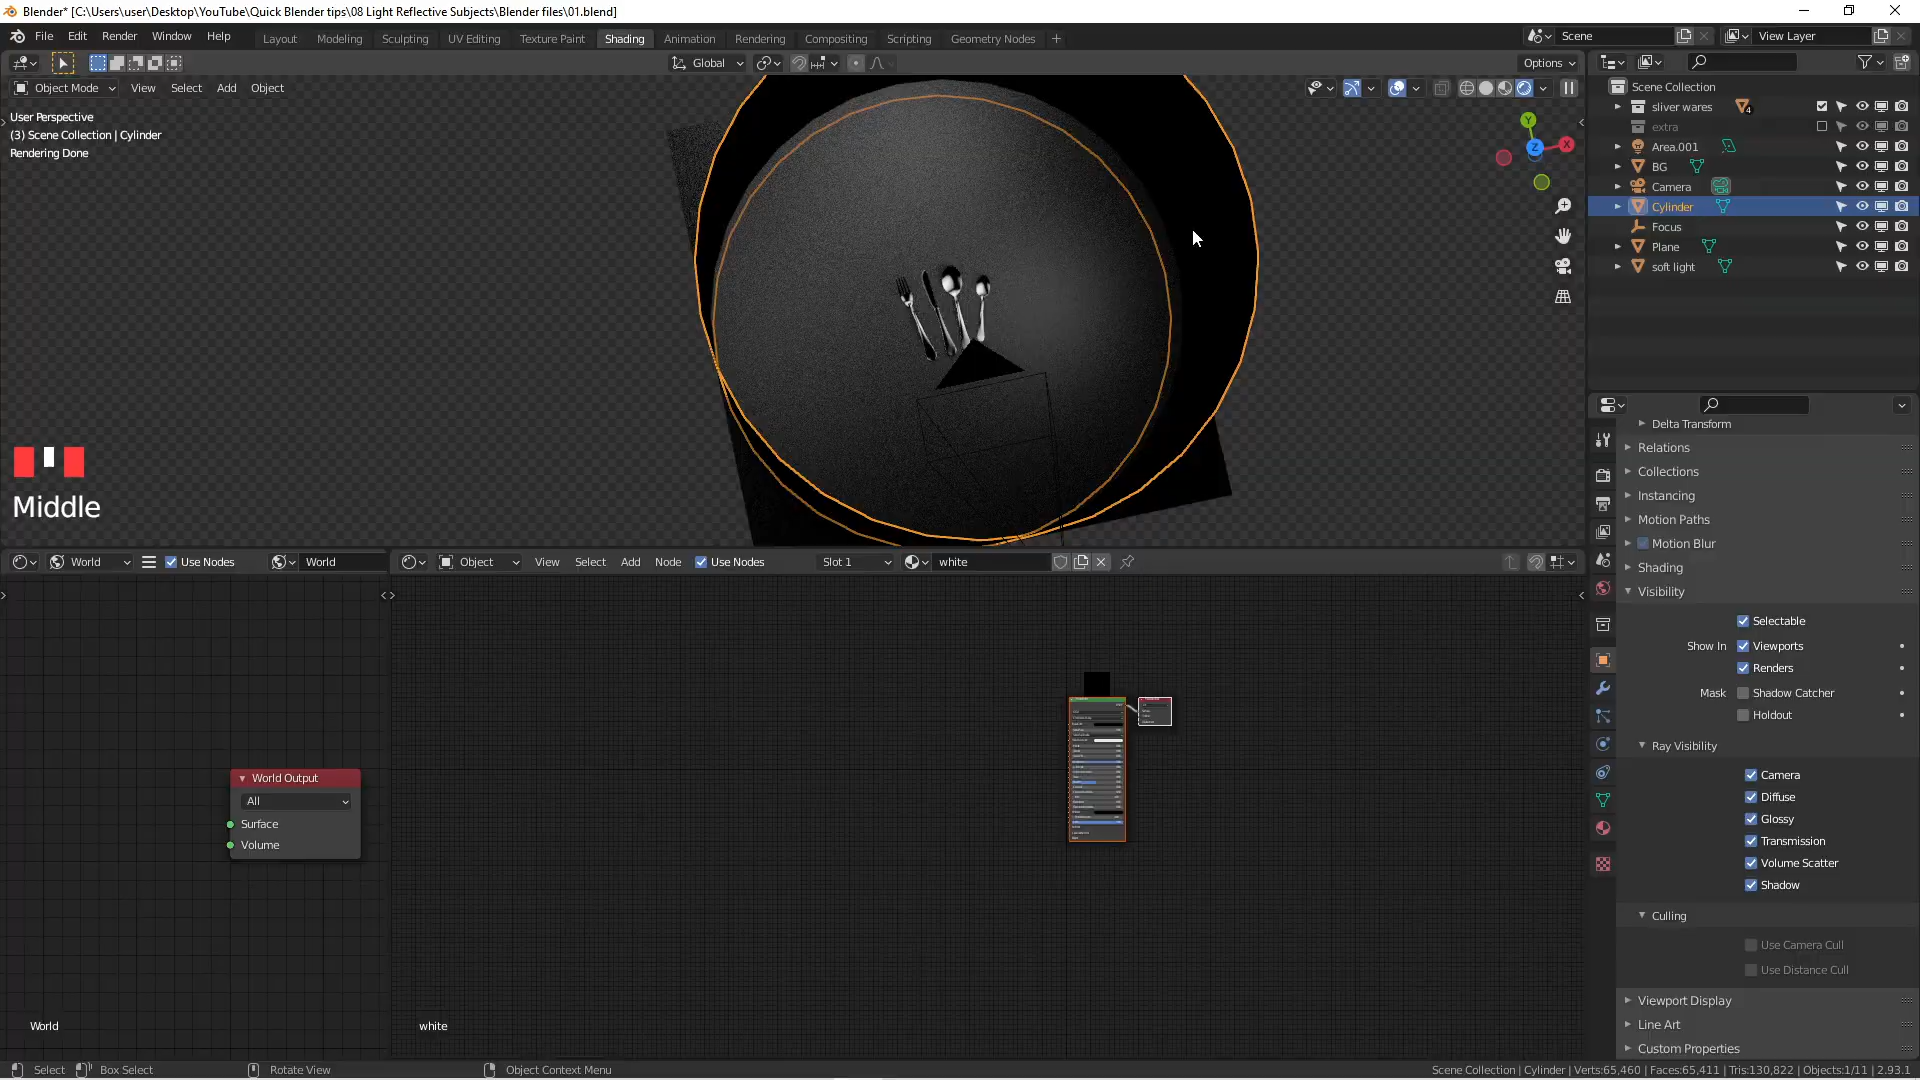 Blender* [C:\Users\user\Desktop\YouTube\Quick Blender tips\08 Light Reflective Subjects\Blender files\01.blend]
File Edit Render Window Help Layout Modeling Sculpting UV Editing Texture Paint Shading Animation Rendering Compositing Scripting Geometry Nodes + Scene View Layer
Global Options
Object Mode View Select Add Object
User Perspective
(3) Scene Collection | Cylinder
Rendering Done
Y
X
Z
Middle
Scene Collection
sliver wares 4
extra
Area.001
BG
Camera
Cylinder
Focus
Plane
soft light
Delta Transform
Relations
Collections
Instancing
Motion Paths
Motion Blur
Shading
Visibility
Selectable
Show In Viewports
Renders
Mask Shadow Catcher
Holdout
Ray Visibility
Camera
Diffuse
Glossy
Transmission
Volume Scatter
Shadow
Culling
Use Camera Cull
Use Distance Cull
Viewport Display
Line Art
Custom Properties
World Use Nodes World
Object View Select Add Node Use Nodes Slot 1 white
World Output
All
Surface
Volume
World
white
Select Box Select Rotate View Object Context Menu
Scene Collection | Cylinder | Verts:65,460 | Faces:65,411 | Tris:130,822 | Objects:1/11 | 2.93.1